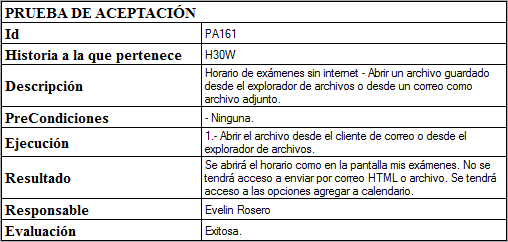 PRUEBA DE ACEPTACIÓN
Id PA161
Historia a la que pertenece H30W
Descripción Horario de exámenes sin internet - Abrir un archivo guardado
desde el explorador de archivos o desde un correo como
archivo adjunto.
PreCondiciones - Ninguna.
Ejecución 1.- Abrir el archivo desde el cliente de correo o desde el
explorador de archivos.
Resultado Se abrirá el horario como en la pantalla mis exámenes. No se
tendrá acceso a enviar por correo HTML o archivo. Se tendrá
acceso a las opciones agregar a calendario.
Responsable Evelin Rosero
Evaluación Exitosa.